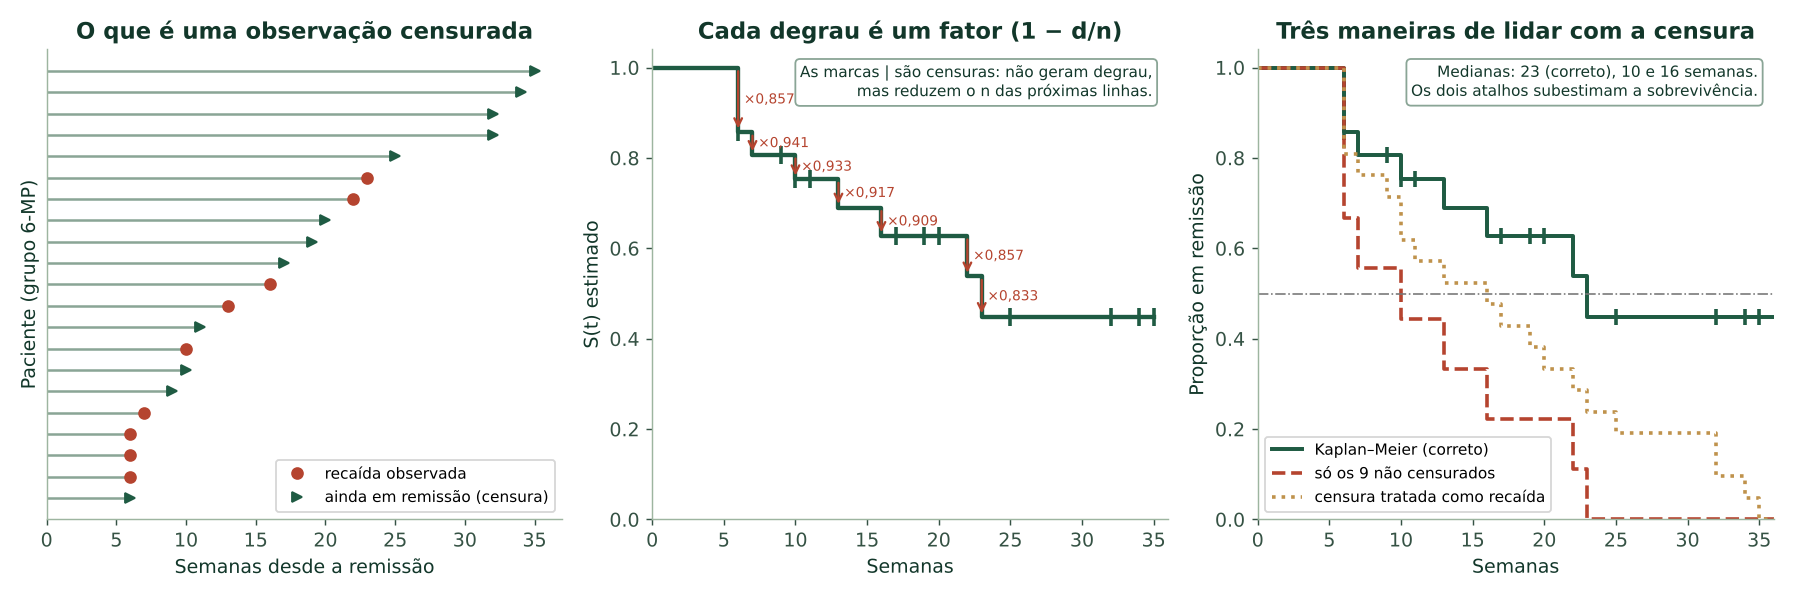 O que é uma observação censurada
Paciente (grupo 6-MP)
recaída observada
ainda em remissão (censura)
0 5 10 15 20 25 30 35
Semanas desde a remissão
Cada degrau é um fator (1 − d/n)
As marcas | são censuras: não geram degrau,
mas reduzem o n das próximas linhas.
S(t) estimado
1.0
0.8
0.6
0.4
0.2
0.0
×0,857
×0,941
×0,933
×0,917
×0,909
×0,857
×0,833
0 5 10 15 20 25 30 35
Semanas
Três maneiras de lidar com a censura
Medianas: 23 (correto), 10 e 16 semanas.
Os dois atalhos subestimam a sobrevivência.
Proporção em remissão
1.0
0.8
0.6
0.4
0.2
0.0
Kaplan–Meier (correto)
só os 9 não censurados
censura tratada como recaída
0 5 10 15 20 25 30 35
Semanas